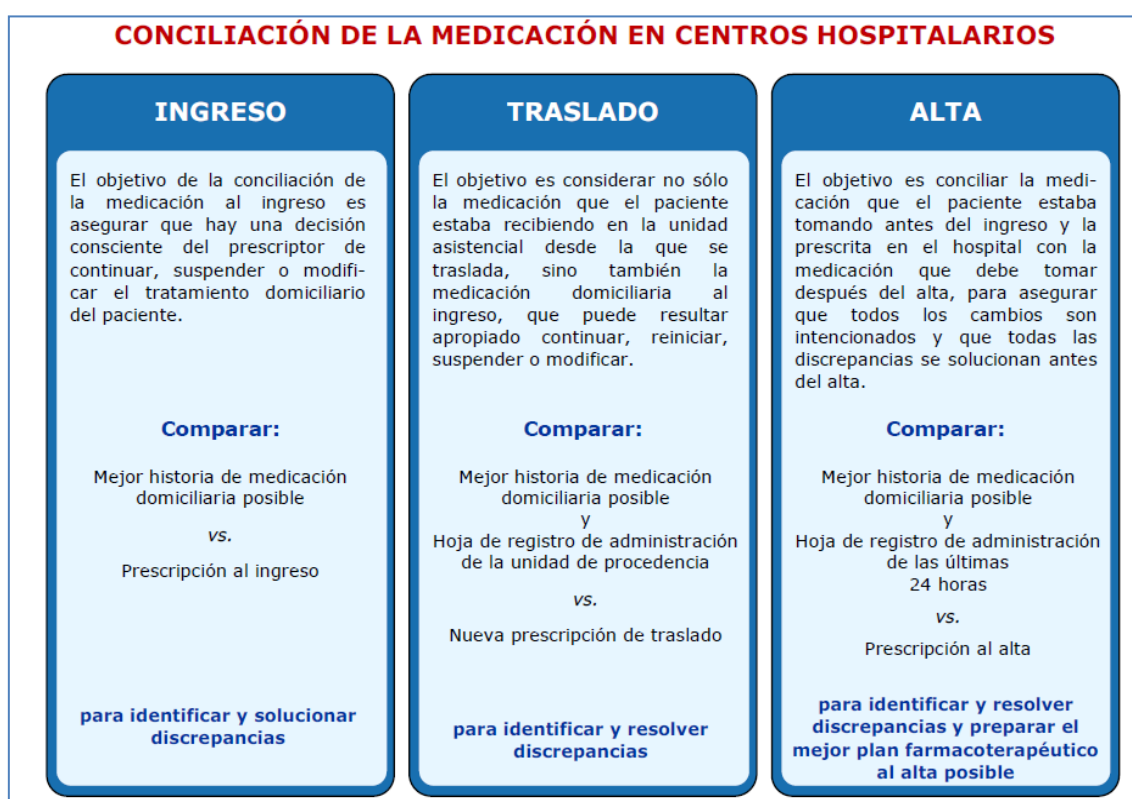 CONCILIACIÓN DE LA MEDICACIÓN EN CENTROS HOSPITALARIOS
INGRESO
El objetivo de la conciliación de
la medicación al ingreso es
asegurar que hay una decisión
consciente del prescriptor de
continuar, suspender o modifi-
car el tratamiento domiciliario
del paciente.
Comparar:
Mejor historia de medicación
domiciliaria posible
vs.
Prescripción al ingreso
para identificar y solucionar
discrepancias
TRASLADO
El objetivo es considerar no sólo
la medicación que el paciente
estaba recibiendo en la unidad
asistencial desde la que se
traslada, sino también la
medicación domiciliaria al
ingreso, que puede resultar
apropiado continuar, reiniciar,
suspender o modificar.
Comparar:
Mejor historia de medicación
domiciliaria posible
y
Hoja de registro de administración
de la unidad de procedencia
vs.
Nueva prescripción de traslado
para identificar y resolver
discrepancias
ALTA
El objetivo es conciliar la medi-
cación que el paciente estaba
tomando antes del ingreso y la
prescrita en el hospital con la
medicación que debe tomar
después del alta, para asegurar
que todos los cambios son
intencionados y que todas las
discrepancias se solucionan antes
del alta.
Comparar:
Mejor historia de medicación
domiciliaria posible
y
Hoja de registro de administración
de las últimas
24 horas
vs.
Prescripción al alta
para identificar y resolver
discrepancias y preparar el
mejor plan farmacoterapéutico
al alta posible